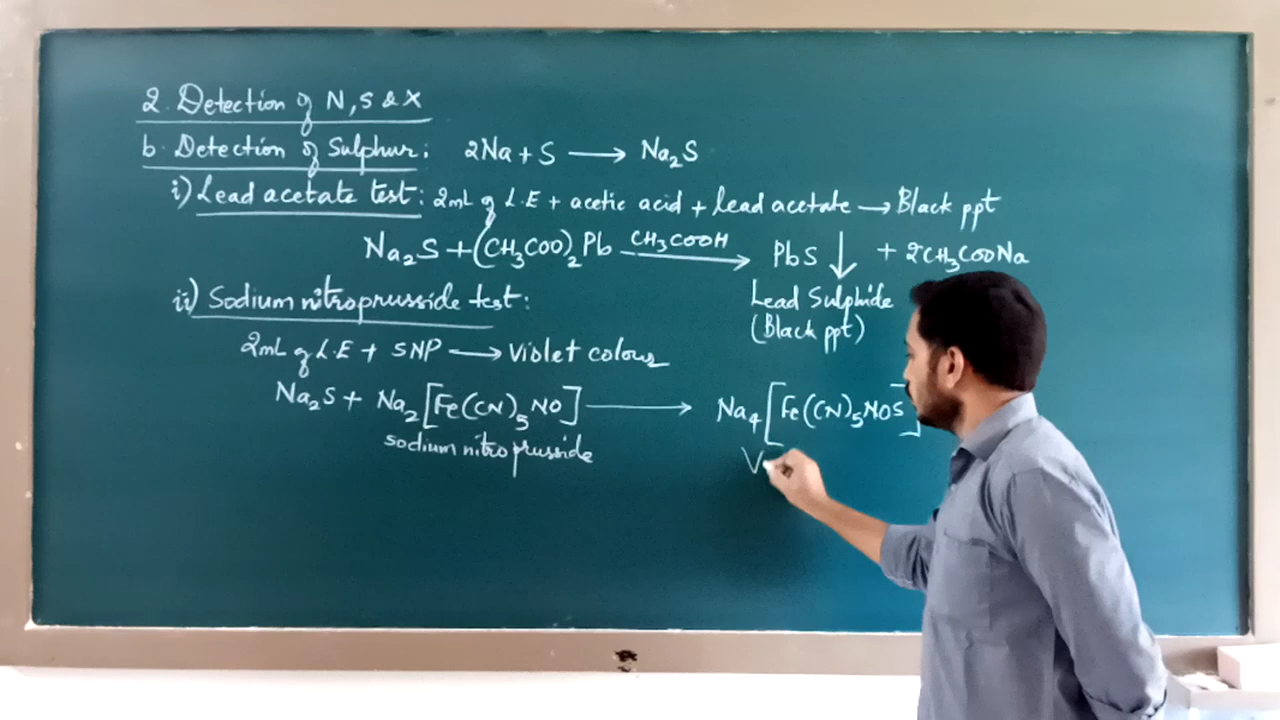 2. Detection of N, S & X
b. Detection of Sulphur: 2Na + S ⟶ Na₂S
i) Lead acetate test: 2mL of L.E + acetic acid + lead acetate ⟶ Black ppt
Na₂S + (CH₃COO)₂Pb CH₃COOH ⟶ PbS ↓ + 2CH₃COONa
Lead Sulphide
(Black ppt)
ii) Sodium nitroprusside test:
2mL of L.E + SNP ⟶ Violet colour
Na₂S + Na₂[Fe(CN)₅NO] ⟶ Na₄[Fe(CN)₅NOS]
sodium nitroprusside
V